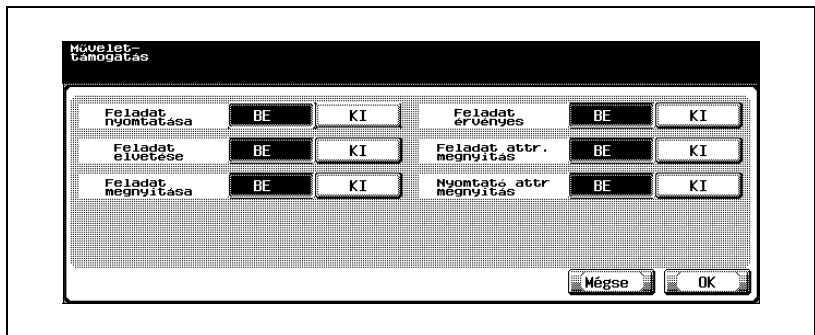 Művelet-
támogatás
Feladat
nyomtatása
BE
KI
Feladat
érvényes
BE
KI
Feladat
elvetése
BE
KI
Feladat attr.
megnyitás
BE
KI
Feladat
megnyitása
BE
KI
Nyomtató attr
megnyitás
BE
KI
Mégse
OK